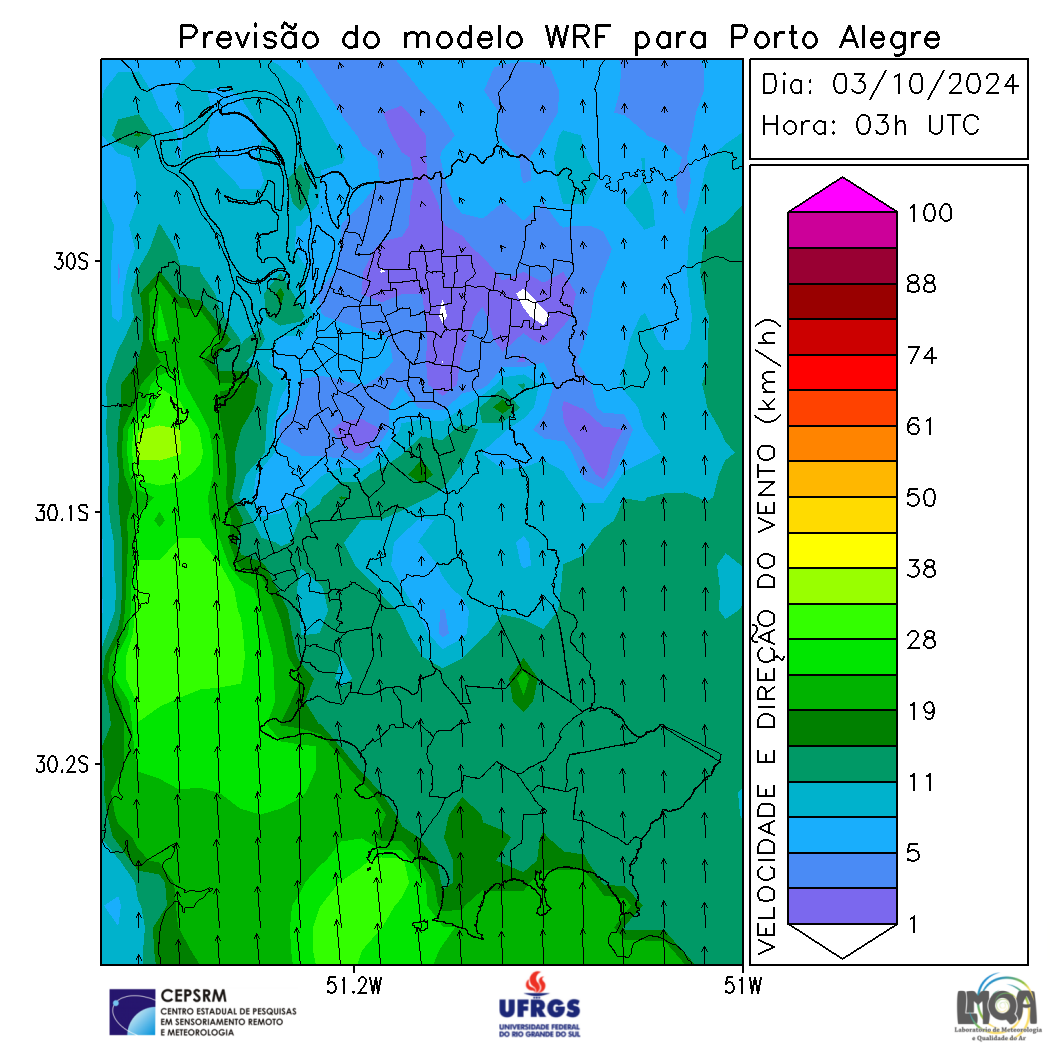 Previsão do modelo WRF para Porto Alegre
Dia: 03/10/2024
Hora: 03h UTC
30S
30.1S
30.2S
51.2W
51W
VELOCIDADE E DIREÇÃO DO VENTO (km/h)
100
88
74
61
50
38
28
19
11
5
1
CEPSRM
CENTRO ESTADUAL DE PESQUISAS
EM SENSORIAMENTO REMOTO
E METEOROLOGIA
UFRGS
UNIVERSIDADE FEDERAL
DO RIO GRANDE DO SUL
LMQA
Laboratório de Meteorologia
e Qualidade do Ar